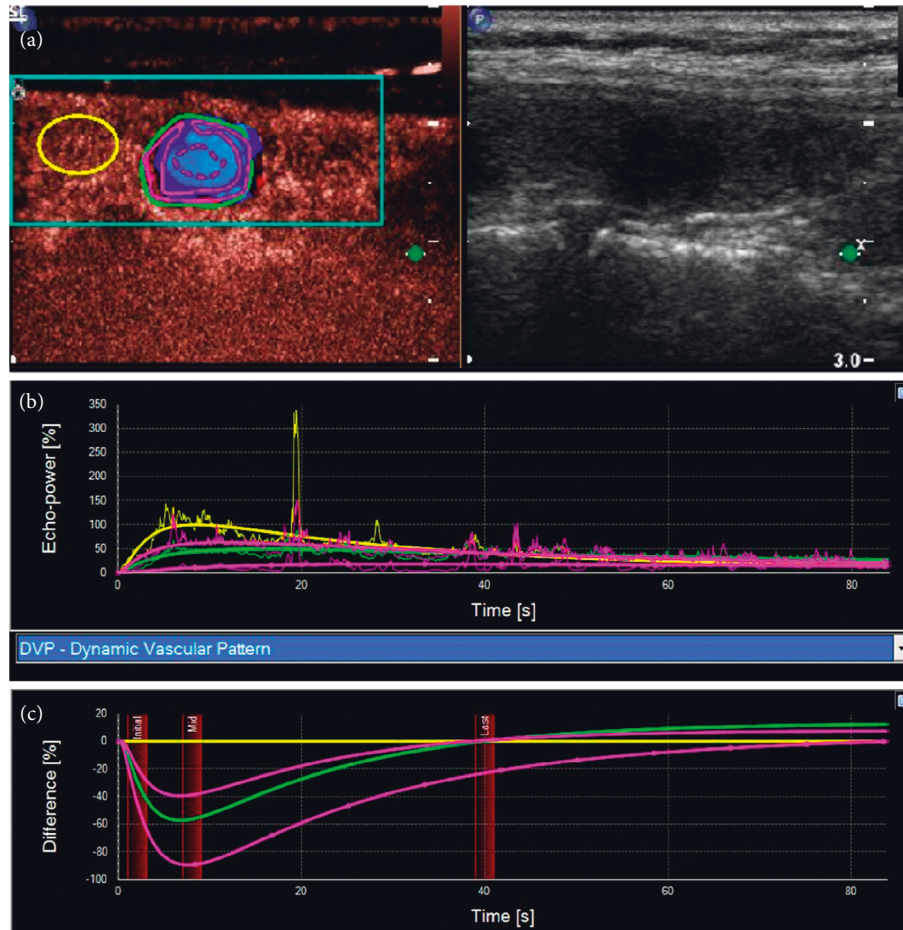 SL
(a)
P
X
3.0
(b)
Echo-power [%]
350
300
250
200
150
100
50
0
0 20 40 60 80
Time [s]
DVP - Dynamic Vascular Pattern
(c)
Difference [%]
20
0
-20
-40
-60
-80
-100
Initial
Mid
Last
0 20 40 60 80
Time [s]